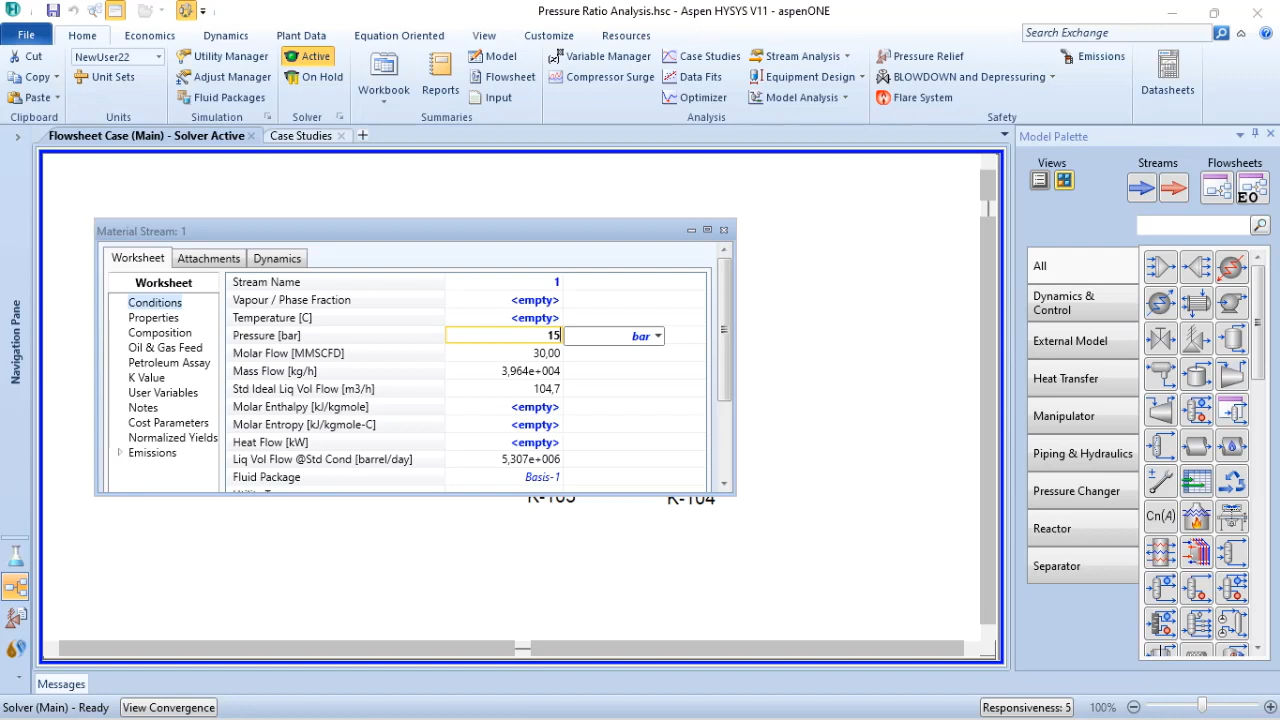 Pressure Ratio Analysis.hsc - Aspen HYSYS V11 - aspenONE
File
Home
Economics
Dynamics
Plant Data
Equation Oriented
View
Customize
Resources
Search Exchange
Cut
Copy
Paste
Clipboard
NewUser22
Unit Sets
Units
Utility Manager
Adjust Manager
Fluid Packages
Simulation
Active
On Hold
Solver
Workbook
Reports
Model
Flowsheet
Input
Summaries
Variable Manager
Compressor Surge
Case Studies
Data Fits
Optimizer
Stream Analysis
Equipment Design
Model Analysis
Analysis
Pressure Relief
BLOWDOWN and Depressuring
Flare System
Emissions
Safety
Datasheets
Flowsheet Case (Main) - Solver Active
Case Studies
Navigation Pane
Material Stream: 1
Worksheet
Attachments
Dynamics
Worksheet
Conditions
Properties
Composition
Oil & Gas Feed
Petroleum Assay
K Value
User Variables
Notes
Cost Parameters
Normalized Yields
Emissions
Stream Name 1
Vapour / Phase Fraction <empty>
Temperature [C] <empty>
Pressure [bar] 15 bar
Molar Flow [MMSCFD] 30,00
Mass Flow [kg/h] 3,964e+004
Std Ideal Liq Vol Flow [m3/h] 104,7
Molar Enthalpy [kJ/kgmole] <empty>
Molar Entropy [kJ/kgmole-C] <empty>
Heat Flow [kW] <empty>
Liq Vol Flow @Std Cond [barrel/day] 5,307e+006
Fluid Package Basis-1
K-103
K-104
Model Palette
Views
Streams
Flowsheets
EO
All
Dynamics &
Control
External Model
Heat Transfer
Manipulator
Piping & Hydraulics
Pressure Changer
Reactor
Separator
Cn(A)
Messages
Solver (Main) - Ready
View Convergence
Responsiveness: 5
100%